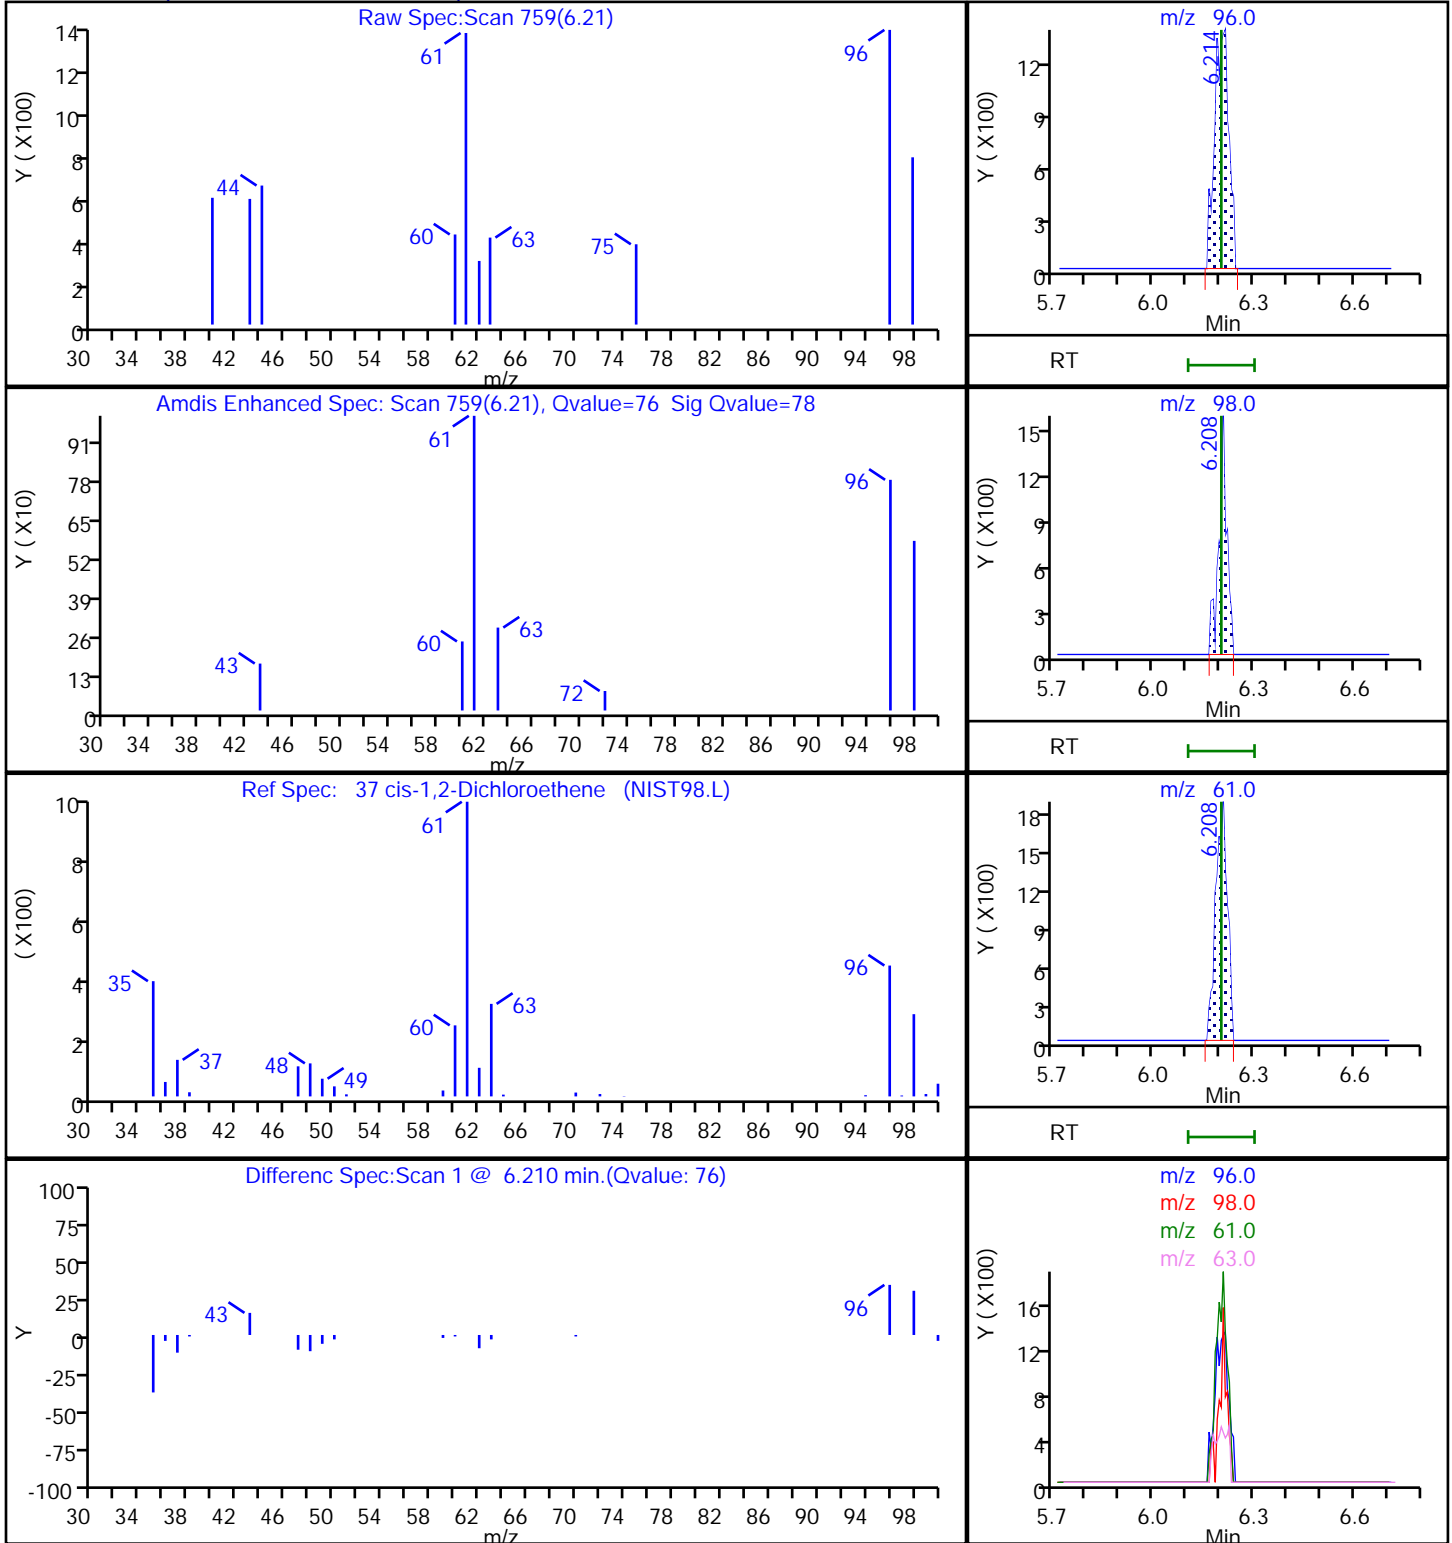 Raw Spec:Scan 759(6.21)
Y ( X100)
14
12
10
8
6
4
2
0
61
96
44
60
63
75
30 34 38 42 46 50 54 58 62 66 70 74 78 82 86 90 94 98
m/z
m/z 96.0
Y ( X100)
12
9
6
3
0
6.214
5.7 6.0 6.3 6.6
Min
RT
Amdis Enhanced Spec: Scan 759(6.21), Qvalue=76 Sig Qvalue=78
Y ( X10)
91
78
65
52
39
26
13
0
61
96
60
63
43
72
30 34 38 42 46 50 54 58 62 66 70 74 78 82 86 90 94 98
m/z
m/z 98.0
Y ( X100)
15
12
9
6
3
0
6.208
5.7 6.0 6.3 6.6
Min
RT
Ref Spec: 37 cis-1,2-Dichloroethene (NIST98.L)
( X100)
10
8
6
4
2
0
61
96
35
63
60
37
48
49
30 34 38 42 46 50 54 58 62 66 70 74 78 82 86 90 94 98
m/z 61.0
Y ( X100)
18
15
12
9
6
3
0
6.208
5.7 6.0 6.3 6.6
Min
RT
Differenc Spec:Scan 1 @ 6.210 min.(Qvalue: 76)
Y
100
75
50
25
0
-25
-50
-75
-100
43
96
30 34 38 42 46 50 54 58 62 66 70 74 78 82 86 90 94 98
m/z
m/z 96.0
m/z 98.0
m/z 61.0
m/z 63.0
Y ( X100)
16
12
8
4
0
5.7 6.0 6.3 6.6
Min